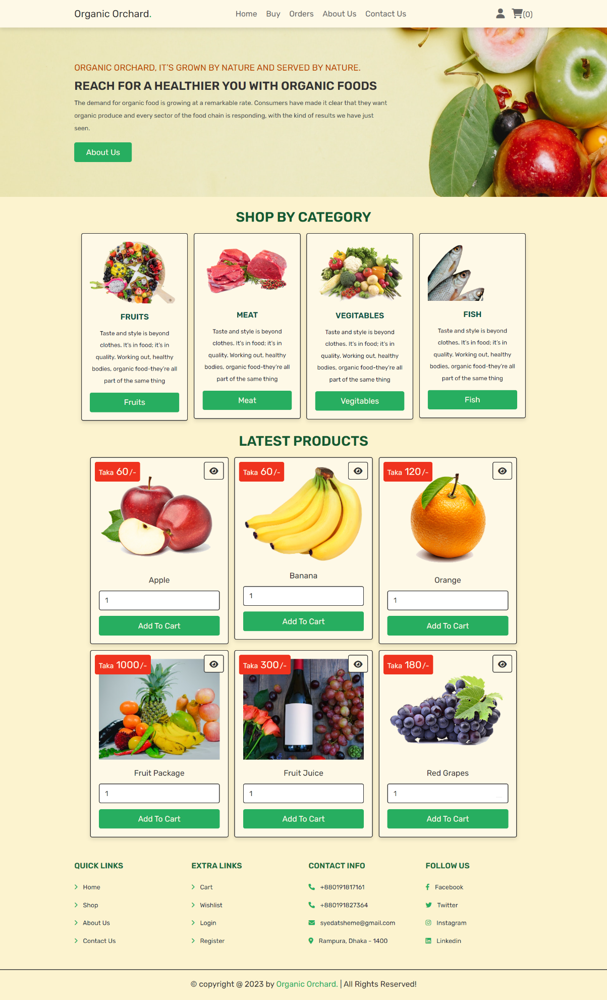 Organic Orchard.
Home Buy Orders About Us Contact Us
(0)
ORGANIC ORCHARD, IT'S GROWN BY NATURE AND SERVED BY NATURE.
REACH FOR A HEALTHIER YOU WITH ORGANIC FOODS
The demand for organic food is growing at a remarkable rate. Consumers have made it clear that they want
organic produce and every sector of the food chain is responding, with the kind of results we have just
seen.
About Us
SHOP BY CATEGORY
FRUITS
Taste and style is beyond
clothes. It's in food; it's in
quality. Working out, healthy
bodies, organic food-they're all
part of the same thing
Fruits
MEAT
Taste and style is beyond
clothes. It's in food; it's in
quality. Working out, healthy
bodies, organic food-they're all
part of the same thing
Meat
VEGITABLES
Taste and style is beyond
clothes. It's in food; it's in
quality. Working out, healthy
bodies, organic food-they're all
part of the same thing
Vegitables
FISH
Taste and style is beyond
clothes. It's in food; it's in
quality. Working out, healthy
bodies, organic food-they're all
part of the same thing
Fish
LATEST PRODUCTS
Taka 60/-
Apple
1
Add To Cart
Taka 60/-
Banana
1
Add To Cart
Taka 120/-
Orange
1
Add To Cart
Taka 1000/-
Fruit Package
1
Add To Cart
Taka 300/-
Fruit Juice
1
Add To Cart
Taka 180/-
Red Grapes
1
Add To Cart
QUICK LINKS
Home
Shop
About Us
Contact Us
EXTRA LINKS
Cart
Wishlist
Login
Register
CONTACT INFO
+880191817161
+880191827364
syedatsheme@gmail.com
Rampura, Dhaka - 1400
FOLLOW US
Facebook
Twitter
Instagram
Linkedin
© copyright @ 2023 by Organic Orchard. | All Rights Reserved!